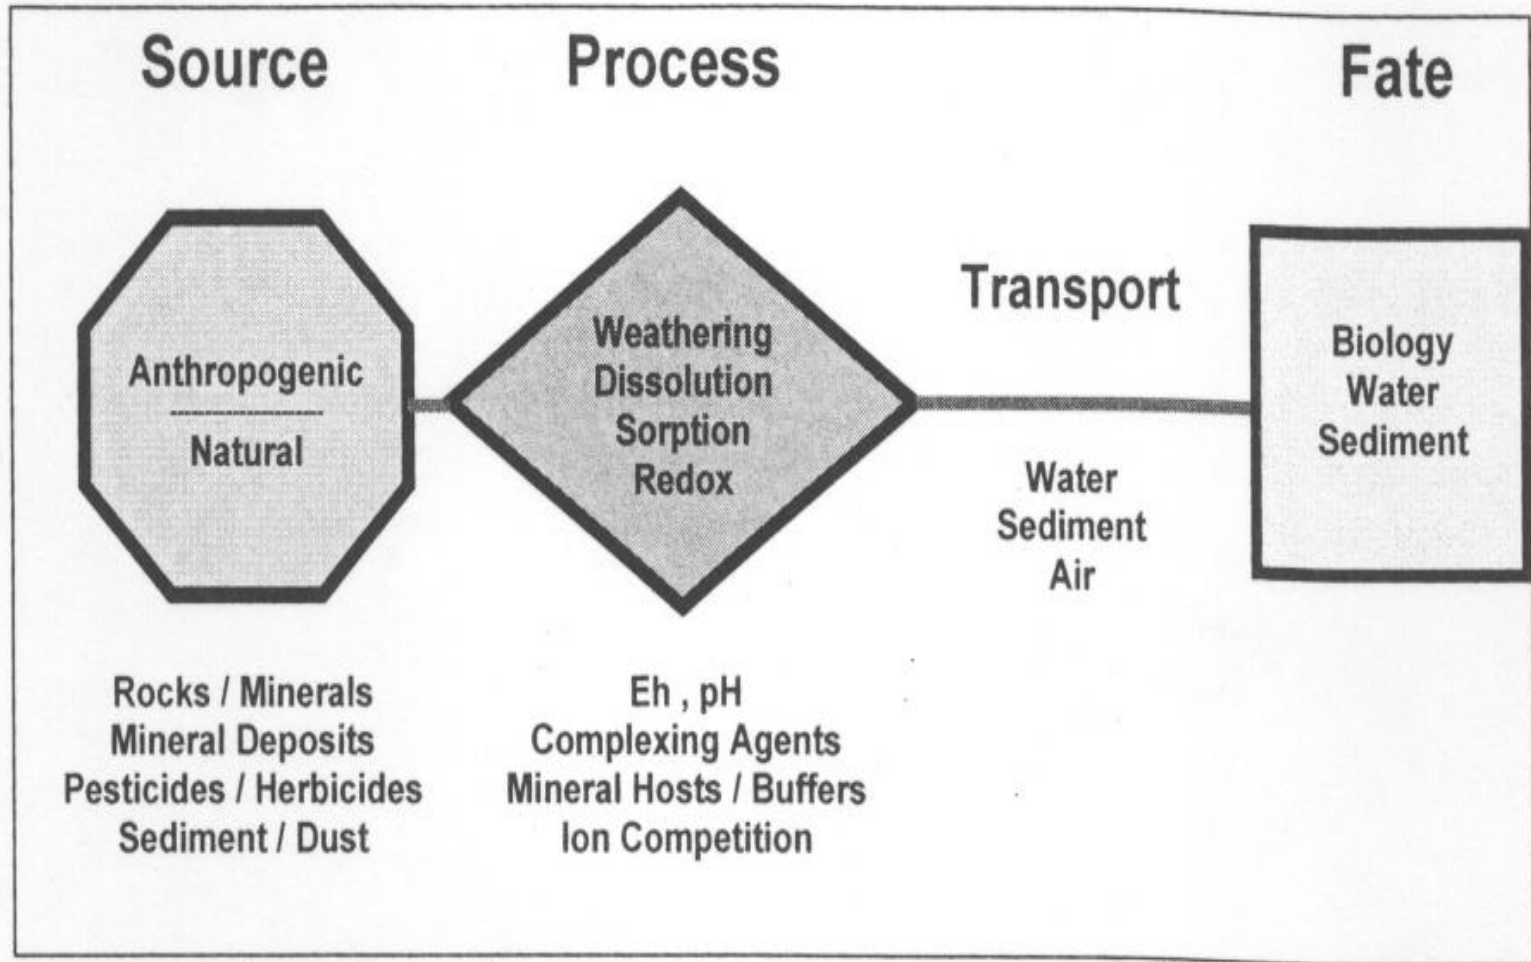 Source
Process
Fate
Anthropogenic
--------------------
Natural
Weathering
Dissolution
Sorption
Redox
Transport
Water
Sediment
Air
Biology
Water
Sediment
Rocks / Minerals
Mineral Deposits
Pesticides / Herbicides
Sediment / Dust
Eh , pH
Complexing Agents
Mineral Hosts / Buffers
Ion Competition